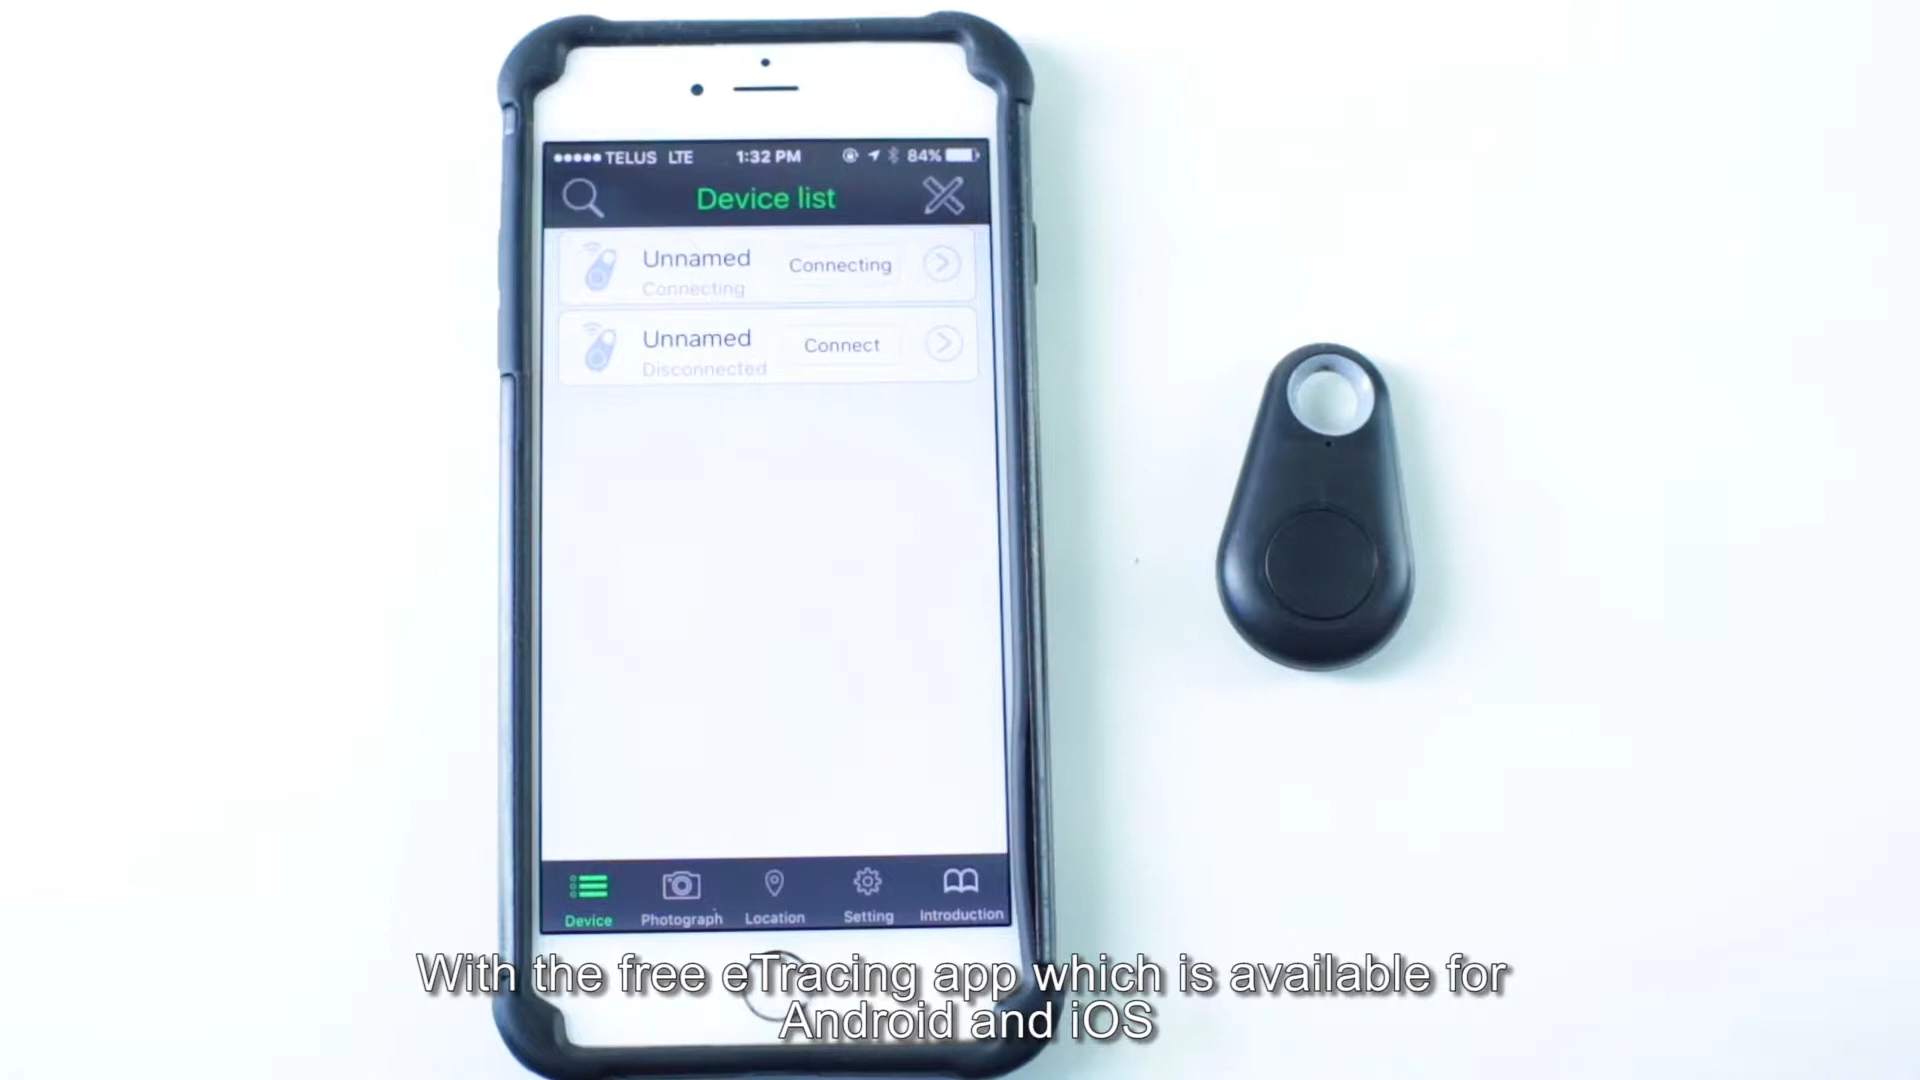 TELUS LTE 1:32 PM 84%
Device list
Unnamed Connecting
Connecting
Unnamed Connect
Disconnected
Device Photograph Location Setting Introduction
With the free eTracing app which is available for
Android and iOS